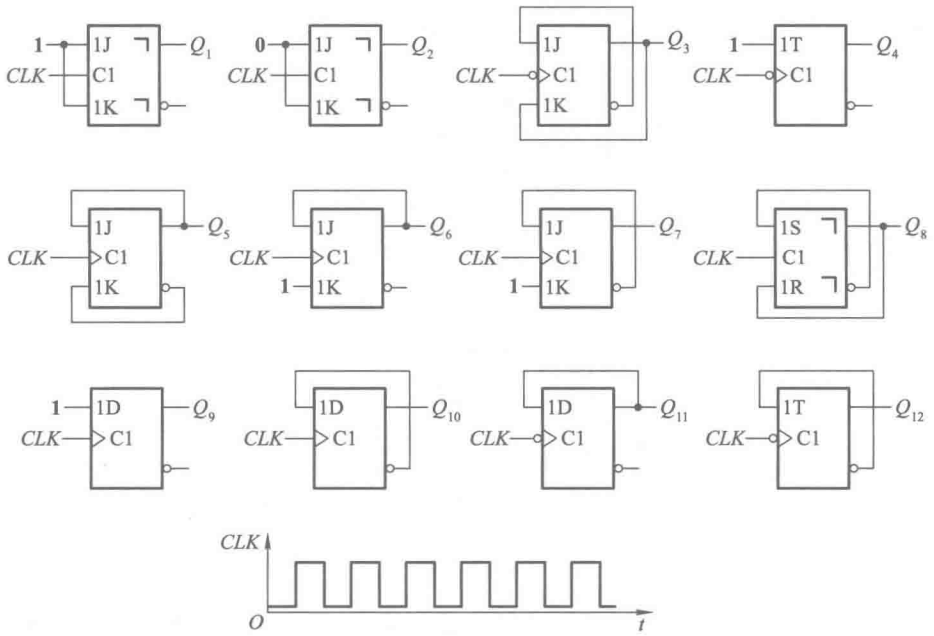 1 1J ┐ Q₁
CLK C1
1K ┐
0 1J ┐ Q₂
CLK C1
1K ┐
1J Q₃
CLK C1
1K
1 1T Q₄
CLK C1
1J Q₅
CLK C1
1K
1J Q₆
CLK C1
1 1K
1J Q₇
CLK C1
1 1K
1S ┐ Q₈
CLK C1
1R ┐
1 1D Q₉
CLK C1
1D Q₁₀
CLK C1
1D Q₁₁
CLK C1
1T Q₁₂
CLK C1
CLK
O t